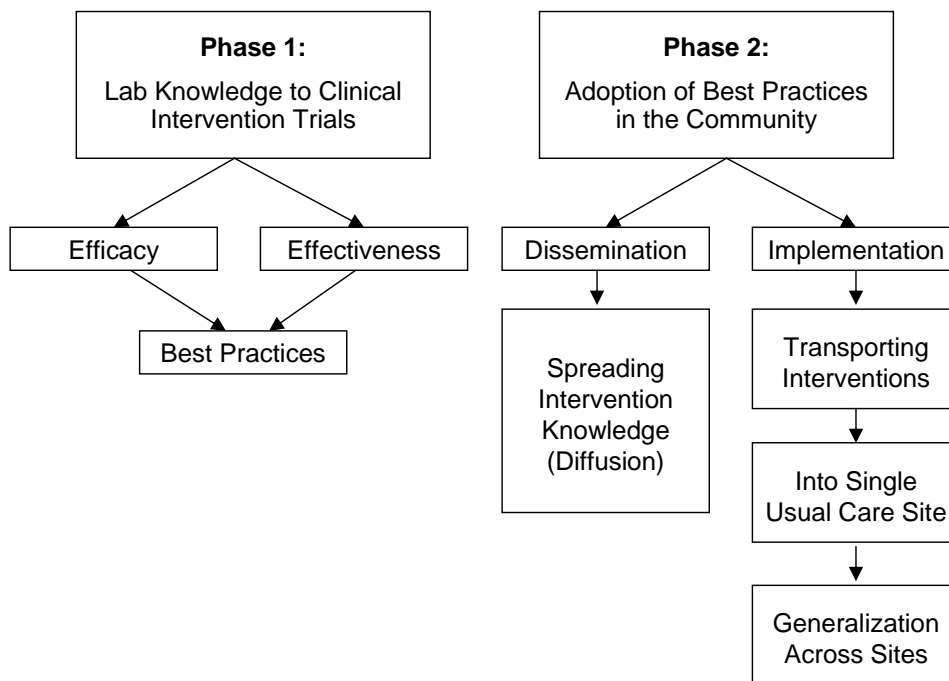 Phase 1:
Lab Knowledge to Clinical
Intervention Trials
Efficacy
Effectiveness
Best Practices
Phase 2:
Adoption of Best Practices
in the Community
Dissemination
Implementation
Spreading
Intervention
Knowledge
(Diffusion)
Transporting
Interventions
Into Single
Usual Care Site
Generalization
Across Sites